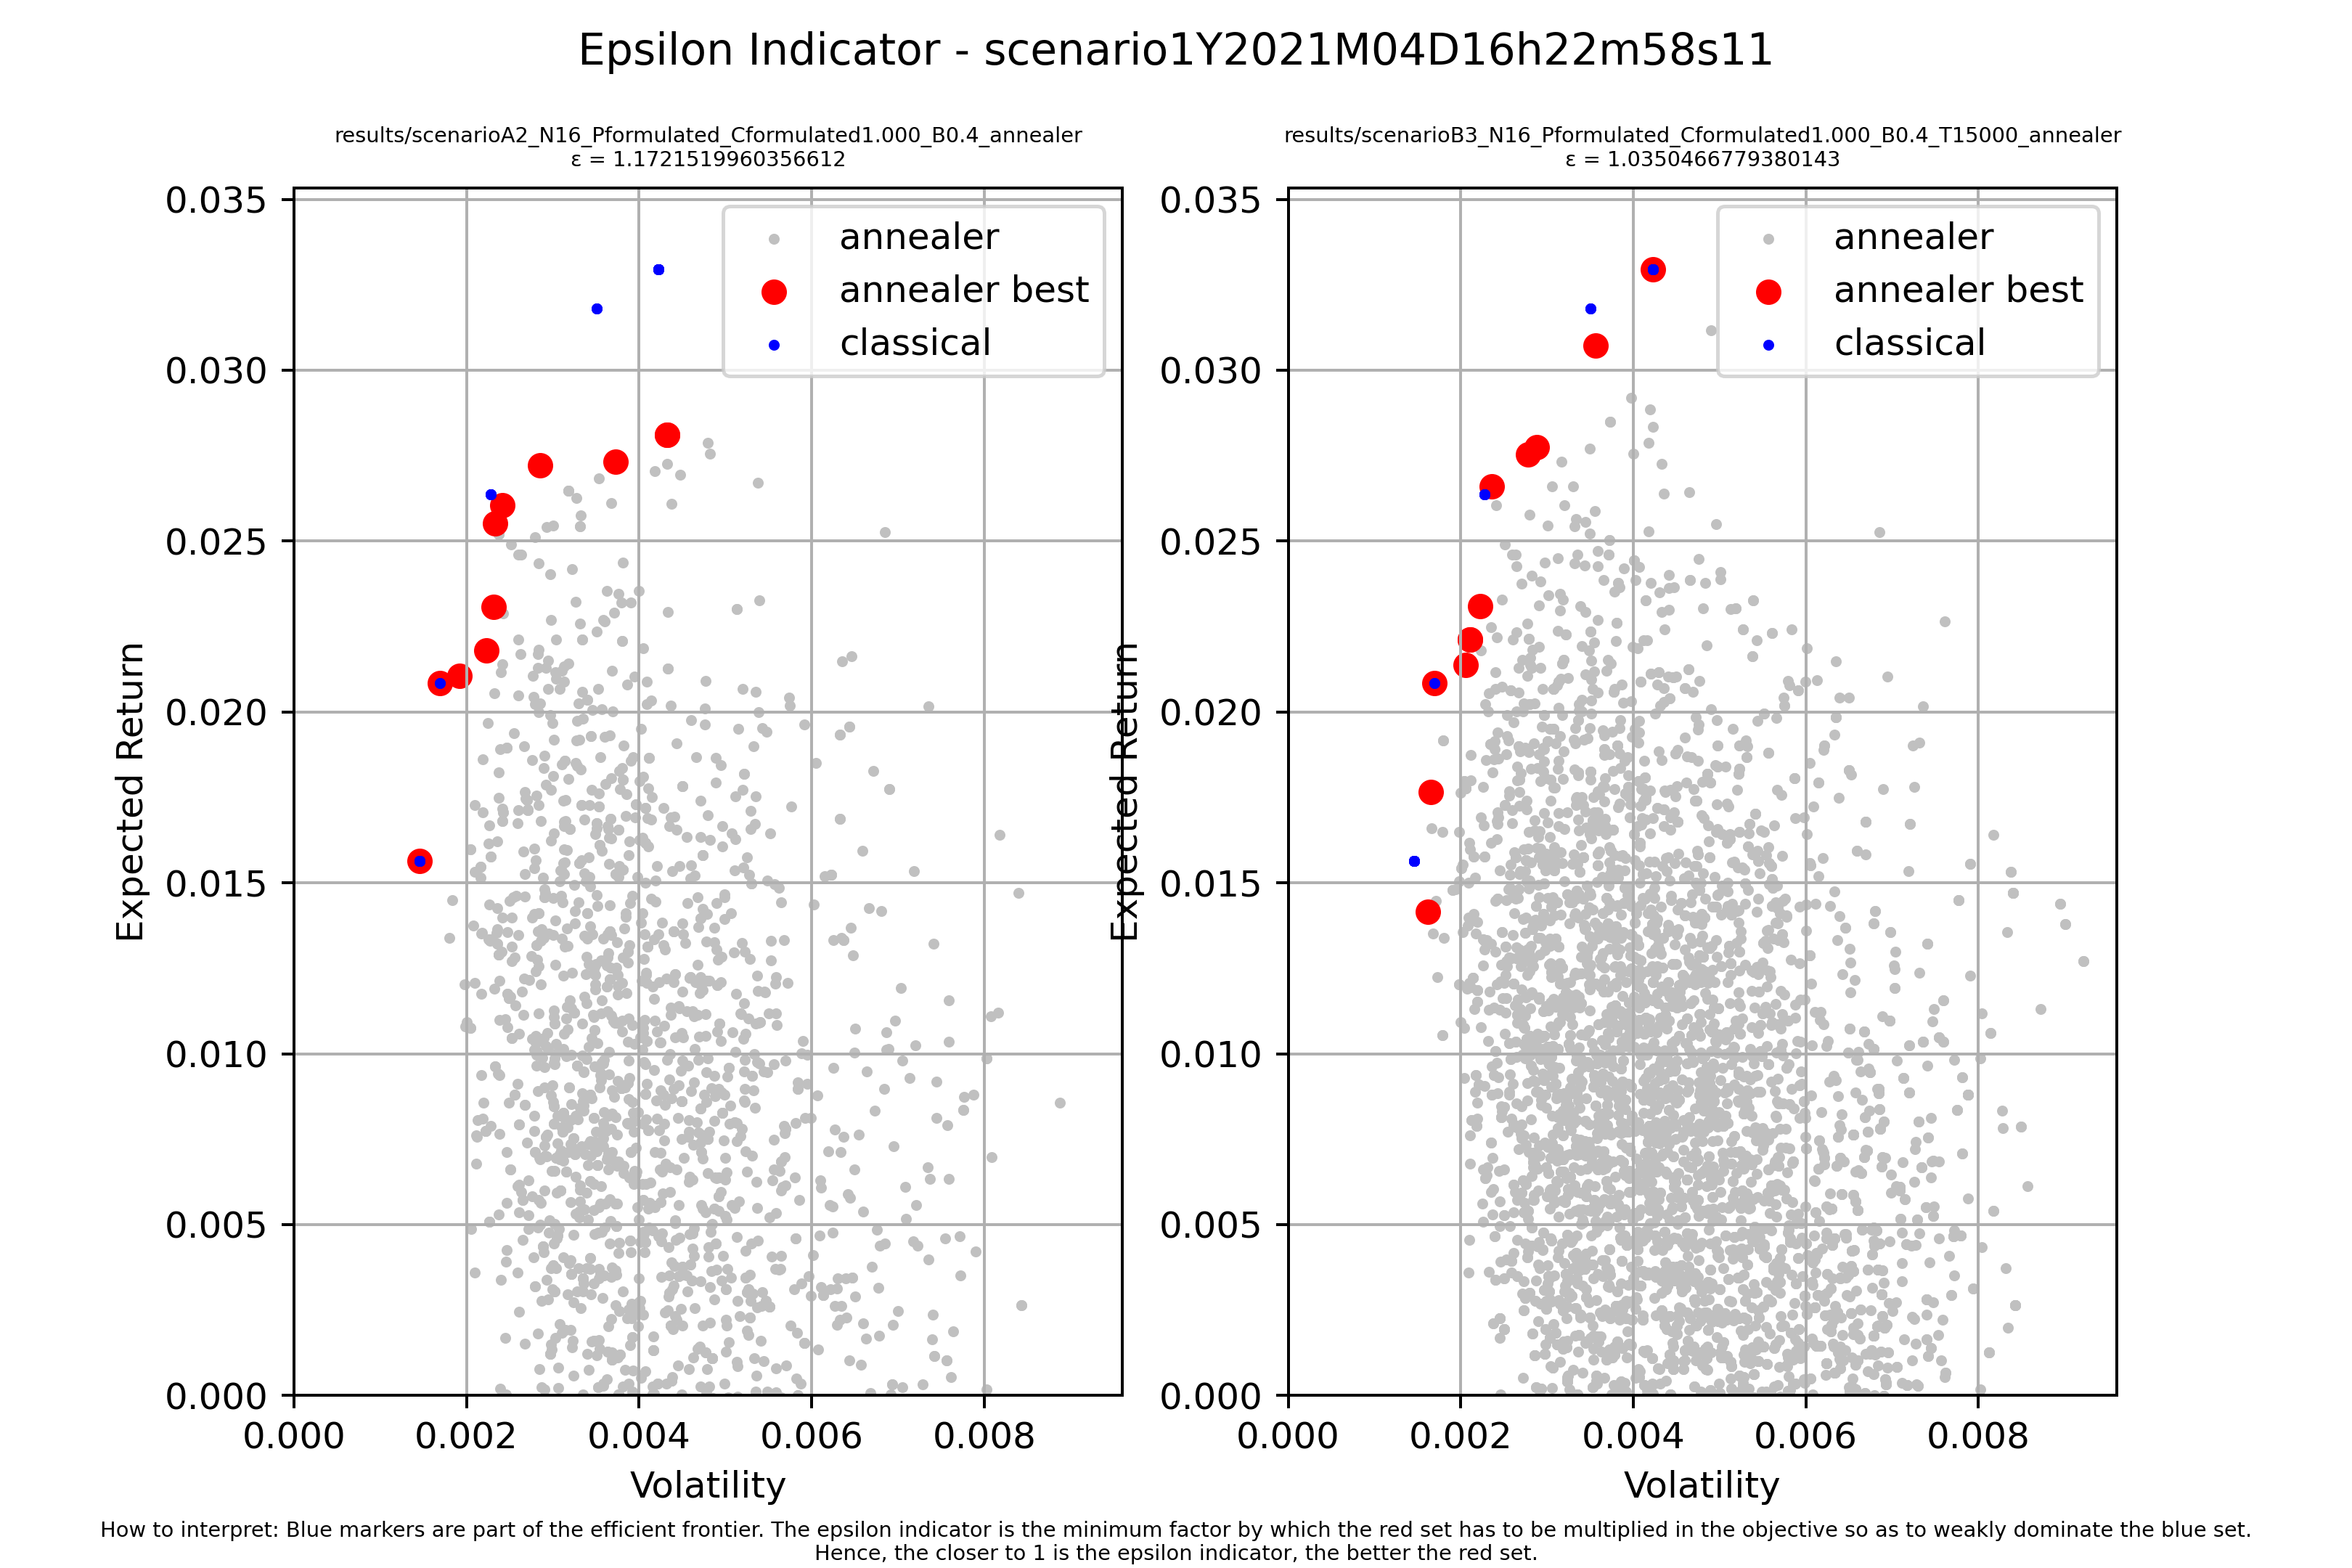 Epsilon Indicator - scenario1Y2021M04D16h22m58s11
results/scenarioA2_N16_Pformulated_Cformulated1.000_B0.4_annealer
ε = 1.1721519960356612
0.035
0.030
0.025
0.020
0.015
0.010
0.005
0.000
Expected Return
annealer
annealer best
classical
0.000 0.002 0.004 0.006 0.008
Volatility
results/scenarioB3_N16_Pformulated_Cformulated1.000_B0.4_T15000_annealer
ε = 1.0350466779380143
0.035
0.030
0.025
0.020
0.015
0.010
0.005
0.000
Expected Return
annealer
annealer best
classical
0.000 0.002 0.004 0.006 0.008
Volatility
How to interpret: Blue markers are part of the efficient frontier. The epsilon indicator is the minimum factor by which the red set has to be multiplied in the objective so as to weakly dominate the blue set.
Hence, the closer to 1 is the epsilon indicator, the better the red set.